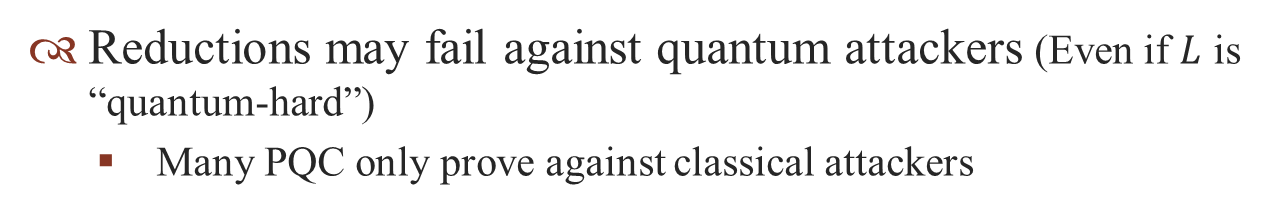 Reductions may fail against quantum attackers (Even if L is
“quantum-hard”)
Many PQC only prove against classical attackers